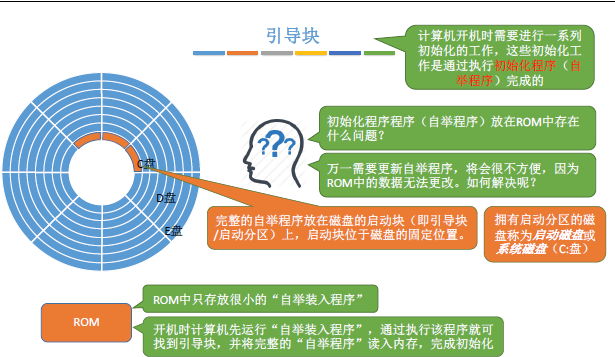 引导块
计算机开机时需要进行一系列
初始化的工作，这些初始化工
作是通过执行初始化程序（自
举程序）完成的
初始化程序程序（自举程序）放在ROM中存在
什么问题？
万一需要更新自举程序，将会很不方便，因为
ROM中的数据无法更改。如何解决呢？
???
C盘
D盘
E盘
完整的自举程序放在磁盘的启动块（即引导块
/启动分区）上，启动块位于磁盘的固定位置。
拥有启动分区的磁
盘称为启动磁盘或
系统磁盘（C:盘）
ROM
ROM中只存放很小的“自举装入程序”
开机时计算机先运行“自举装入程序”，通过执行该程序就可
找到引导块，并将完整的“自举程序”读入内存，完成初始化